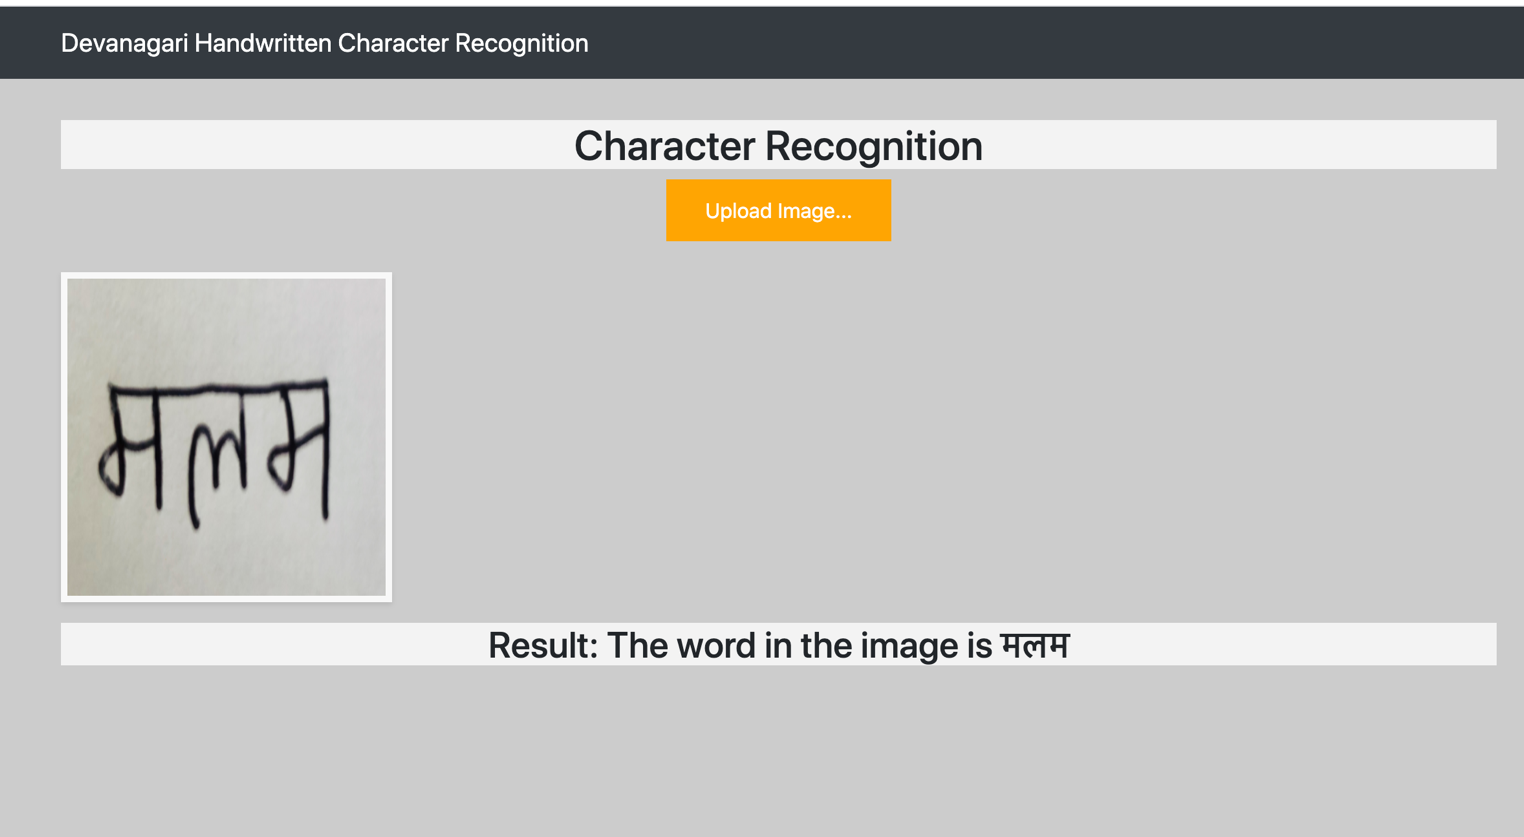 Devanagari Handwritten Character Recognition
Character Recognition
Upload Image...
मलम
Result: The word in the image is मलम